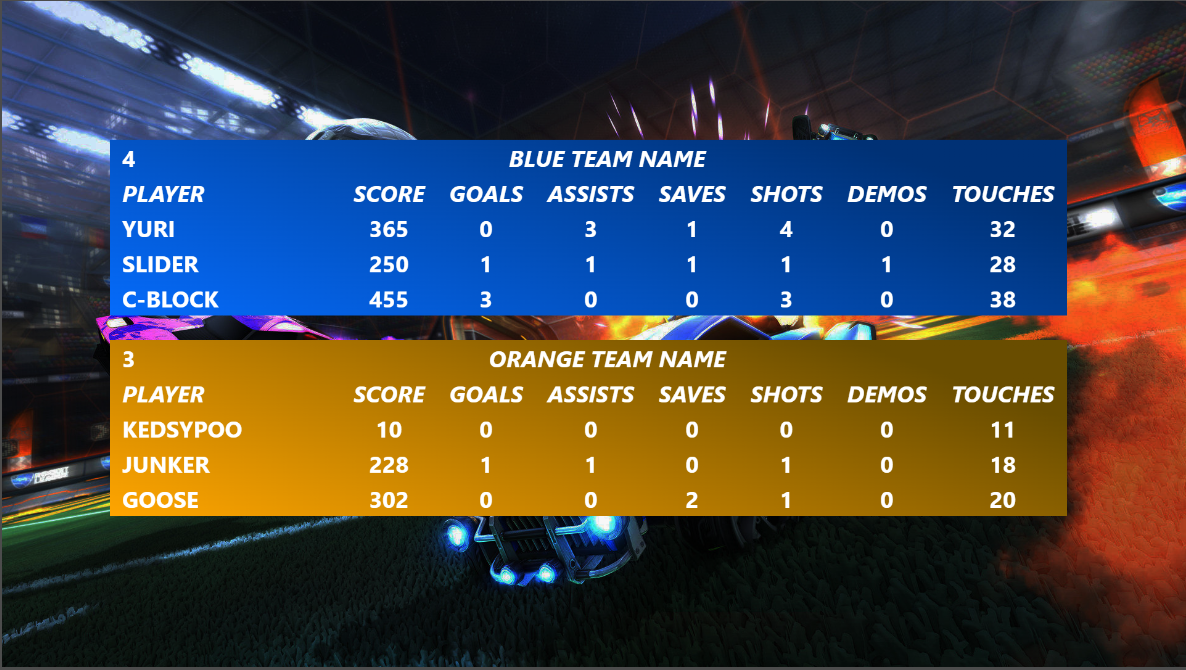 4 BLUE TEAM NAME
PLAYER SCORE GOALS ASSISTS SAVES SHOTS DEMOS TOUCHES
YURI 365 0 3 1 4 0 32
SLIDER 250 1 1 1 1 1 28
C-BLOCK 455 3 0 0 3 0 38
3 ORANGE TEAM NAME
PLAYER SCORE GOALS ASSISTS SAVES SHOTS DEMOS TOUCHES
KEDSYPOO 10 0 0 0 0 0 11
JUNKER 228 1 1 0 1 0 18
GOOSE 302 0 0 2 1 0 20